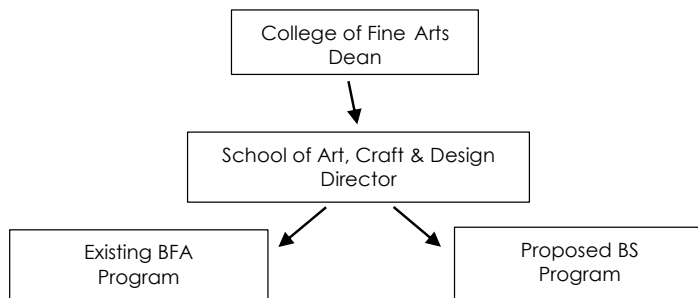 College of Fine Arts
Dean
School of Art, Craft & Design
Director
Existing BFA
Program
Proposed BS
Program